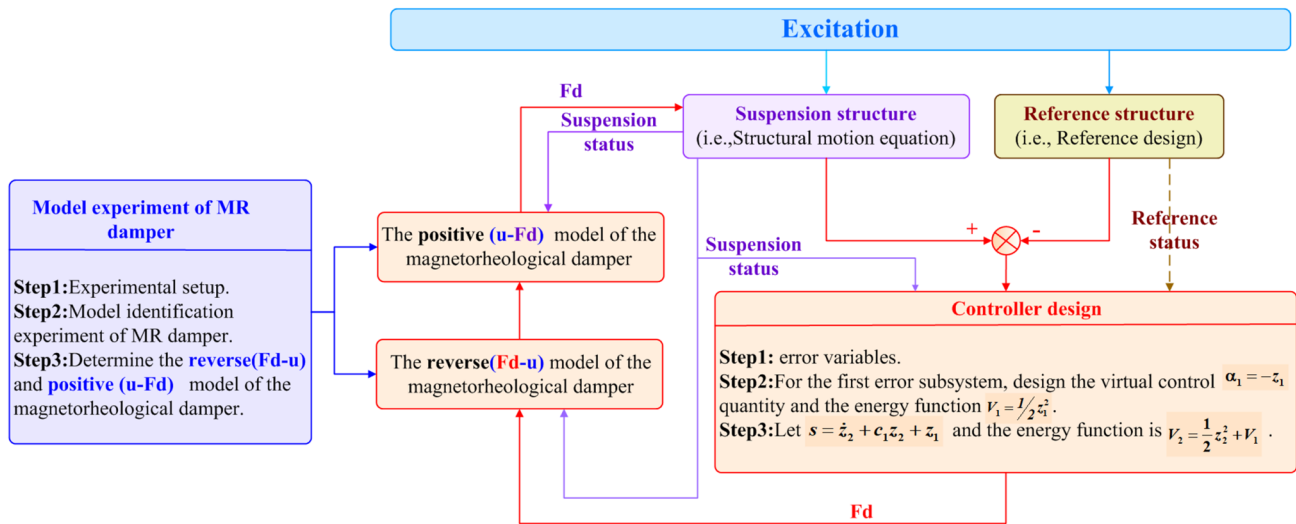 Excitation
Fd
Suspension structure
(i.e.,Structural motion equation)
Reference structure
(i.e., Reference design)
Suspension
status
Model experiment of MR
damper
Step1:Experimental setup.
Step2:Model identification
experiment of MR damper.
Step3:Determine the reverse(Fd-u)
and positive (u-Fd) model of the
magnetorheological damper.
The positive (u-Fd) model of the
magnetorheological damper
The reverse(Fd-u) model of the
magnetorheological damper
+
-
Suspension
status
Reference
status
Controller design
Step1: error variables.
Step2:For the first error subsystem, design the virtual control α₁ = −z₁
quantity and the energy function V₁ = 1/2 z₁².
Step3:Let s = ż₂ + c₁z₂ + z₁ and the energy function is V₂ = 1/2 z₂² + V₁ .
Fd